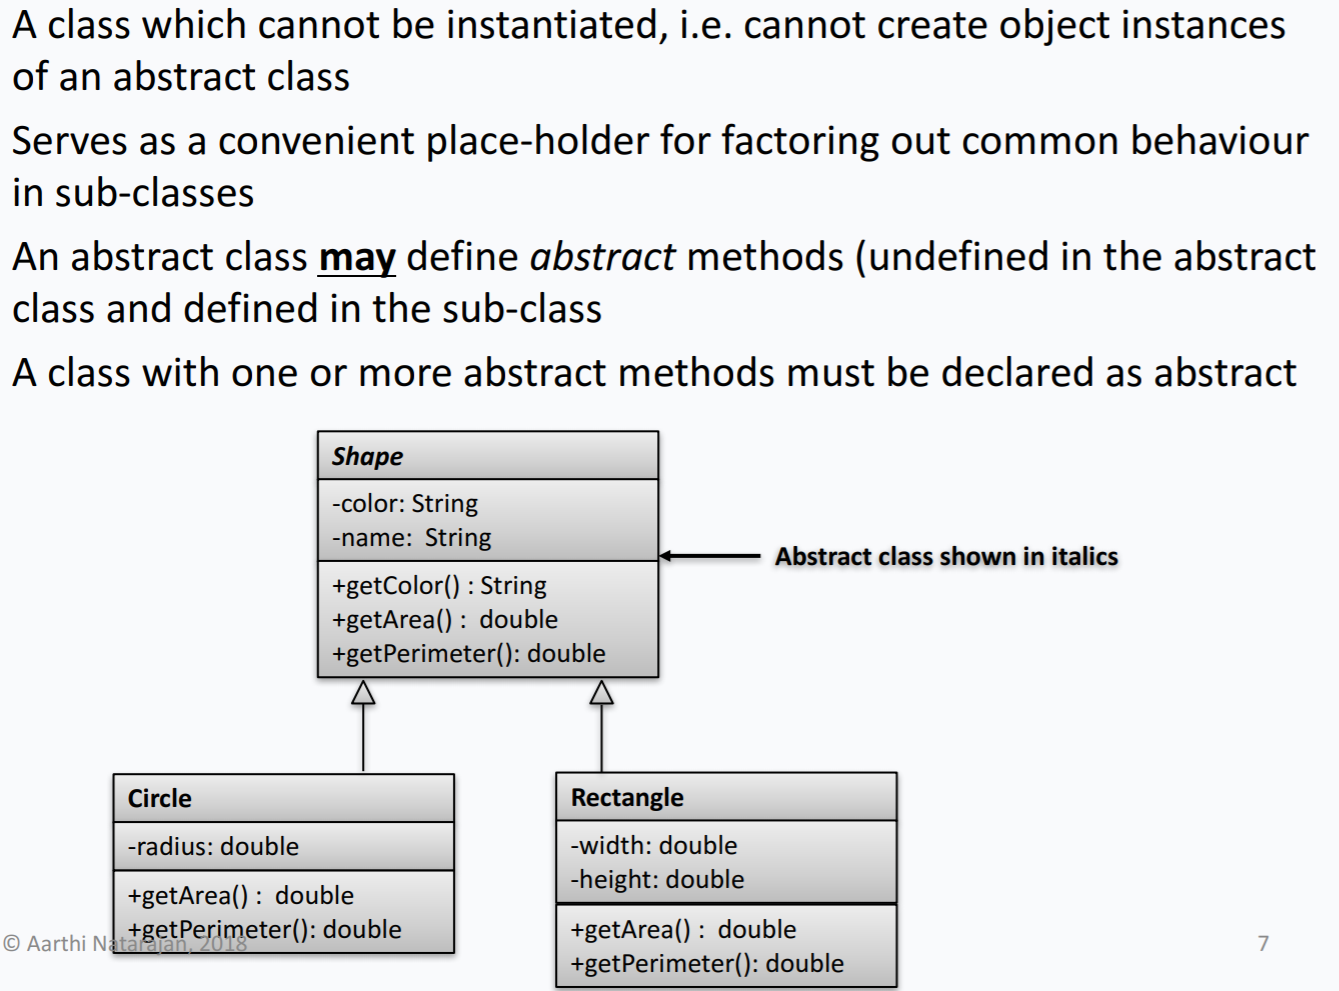 A class which cannot be instantiated, i.e. cannot create object instances
of an abstract class
Serves as a convenient place-holder for factoring out common behaviour
in sub-classes
An abstract class may define abstract methods (undefined in the abstract
class and defined in the sub-class
A class with one or more abstract methods must be declared as abstract
Shape
-color: String
-name: String
+getColor() : String
+getArea() : double
+getPerimeter(): double
Abstract class shown in italics
Circle
-radius: double
+getArea() : double
+getPerimeter(): double
Rectangle
-width: double
-height: double
+getArea() : double
+getPerimeter(): double
© Aarthi Natarajan, 2018
7